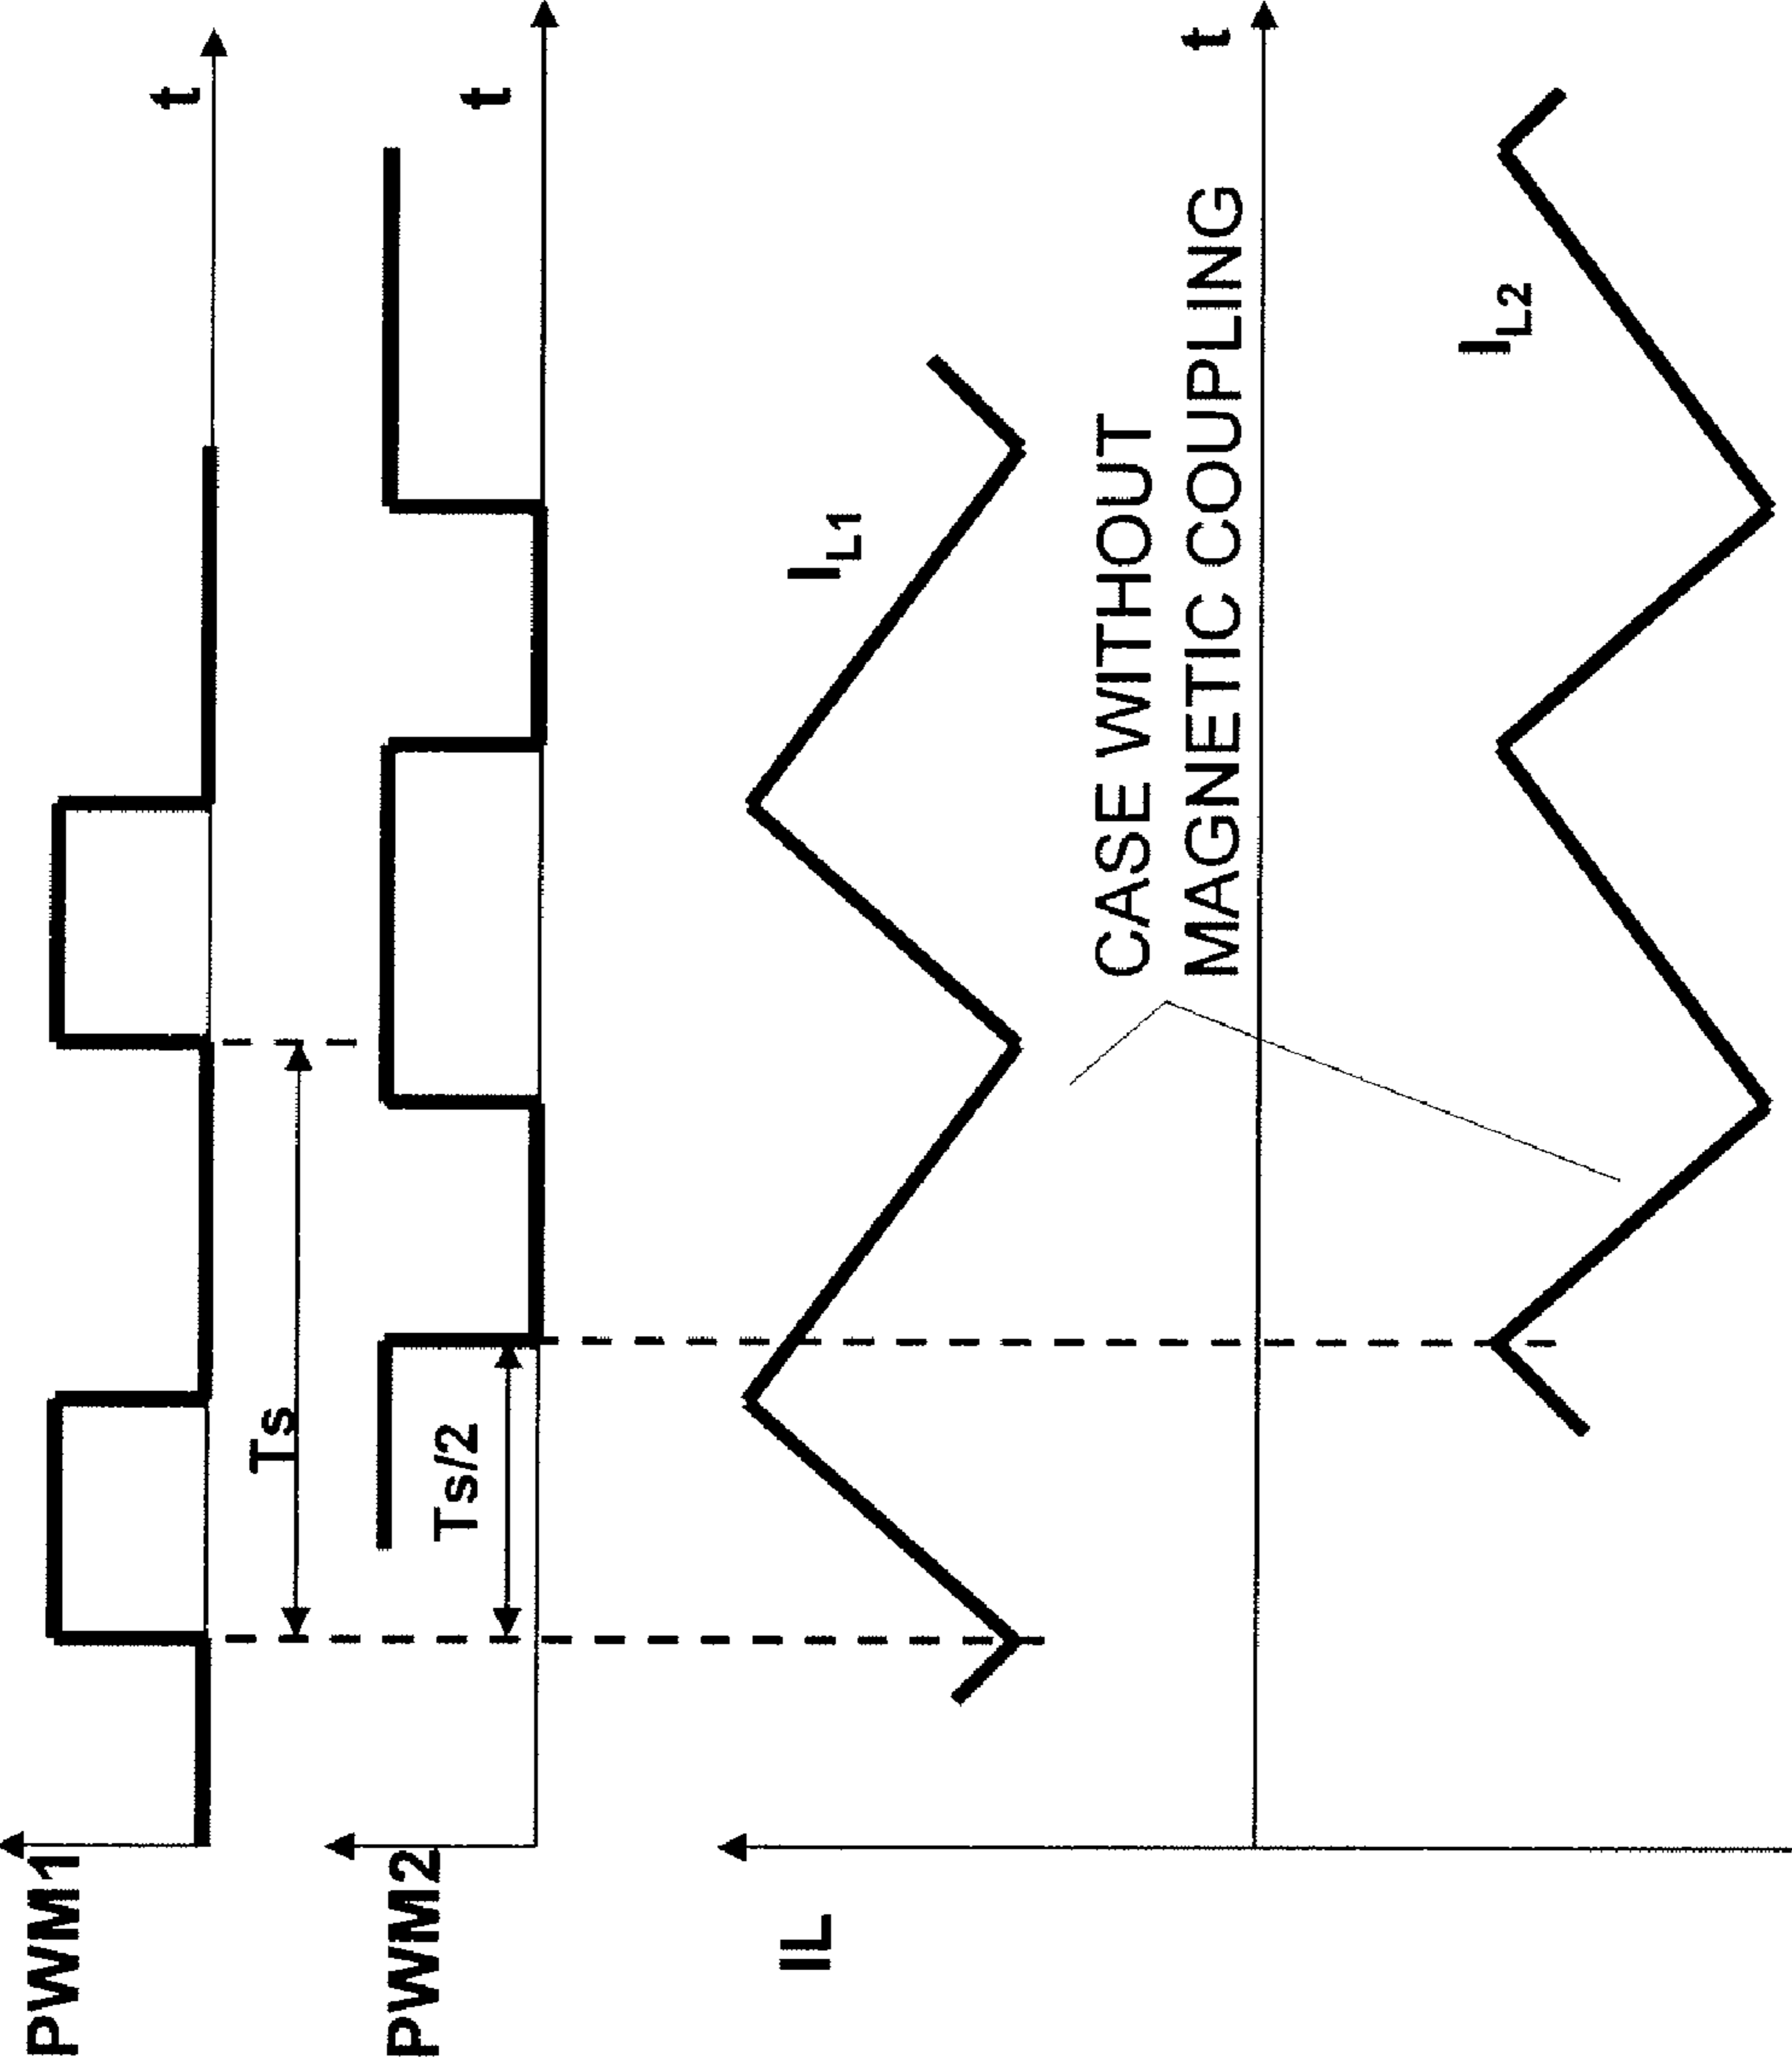 PWM1
t
Ts
PWM2
t
Ts/2
IL
IL1
CASE WITHOUT
MAGNETIC COUPLING
t
IL2